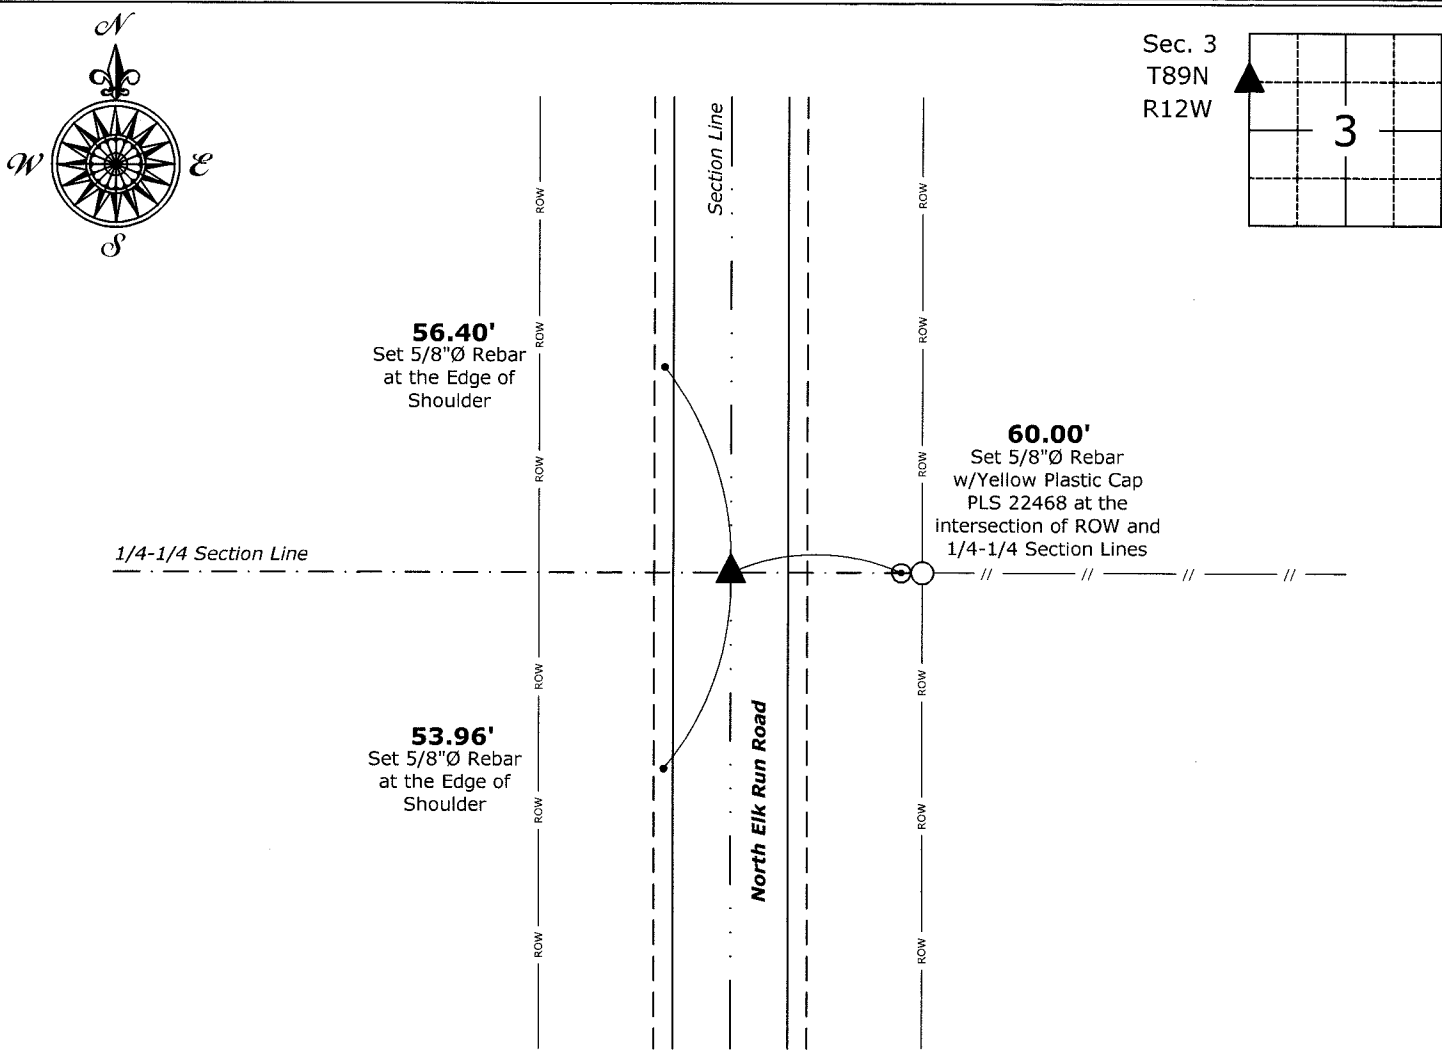 N
W
E
S
Sec. 3
T89N
R12W
3
Section Line
ROW
ROW
ROW
ROW
ROW
ROW
56.40'
Set 5/8"Ø Rebar
at the Edge of
Shoulder
60.00'
Set 5/8"Ø Rebar
w/Yellow Plastic Cap
PLS 22468 at the
intersection of ROW and
1/4-1/4 Section Lines
1/4-1/4 Section Line
// // // //
53.96'
Set 5/8"Ø Rebar
at the Edge of
Shoulder
North Elk Run Road
ROW
ROW
ROW
ROW
ROW
ROW